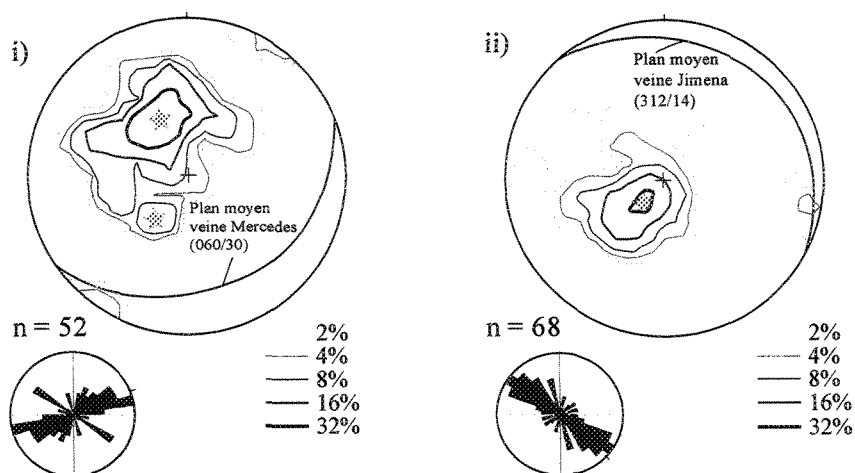 i)
Plan moyen
veine Mercedes
(060/30)
n = 52
2%
4%
8%
16%
32%
ii)
Plan moyen
veine Jimena
(312/14)
n = 68
2%
4%
8%
16%
32%